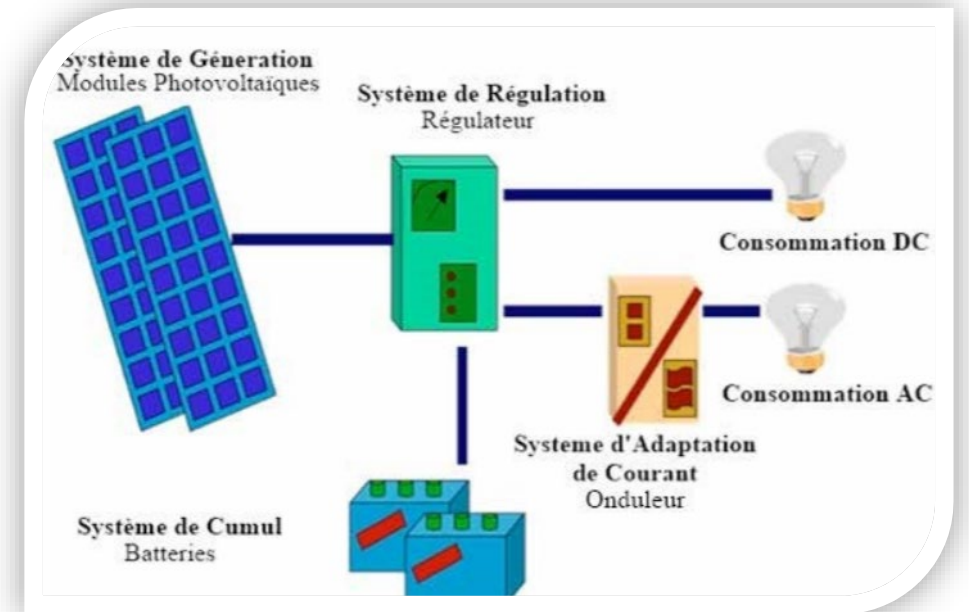 Système de Géneration
Modules Photovoltaïques
Système de Régulation
Régulateur
Consommation DC
Consommation AC
Systeme d'Adaptation
de Courant
Onduleur
Système de Cumul
Batteries